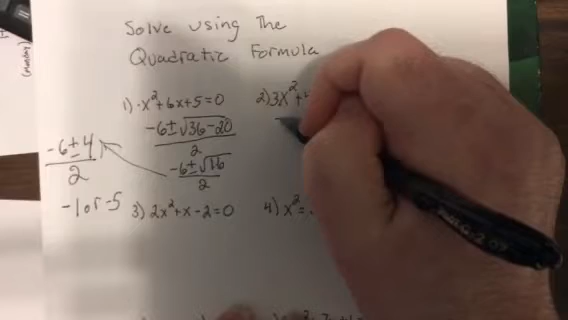 (monday)
Solve using the
Quadratic Formula
1) x²+6x+5=0
2) 3x²+
-6±√36-20
2
-6±4
2
-6±√16
2
-1 or -5
3) 2x²+x-2=0
4) x²=